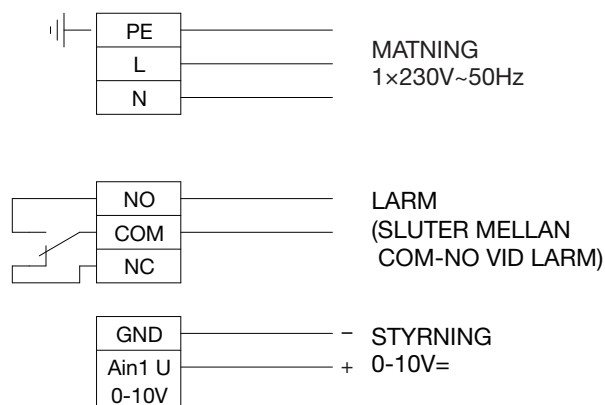 PE
L
N
MATNING
1×230V~50Hz
NO
COM
NC
LARM
(SLUTER MELLAN
COM-NO VID LARM)
GND
Ain1 U
0-10V
− STYRNING
+ 0-10V=